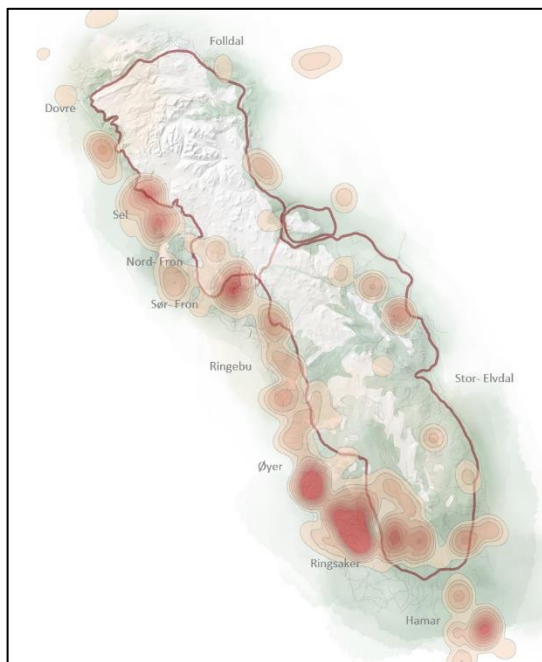 Folldal
Dovre
Sel
Nord- Fron
Sør- Fron
Ringebu
Stor- Elvdal
Øyer
Ringsaker
Hamar